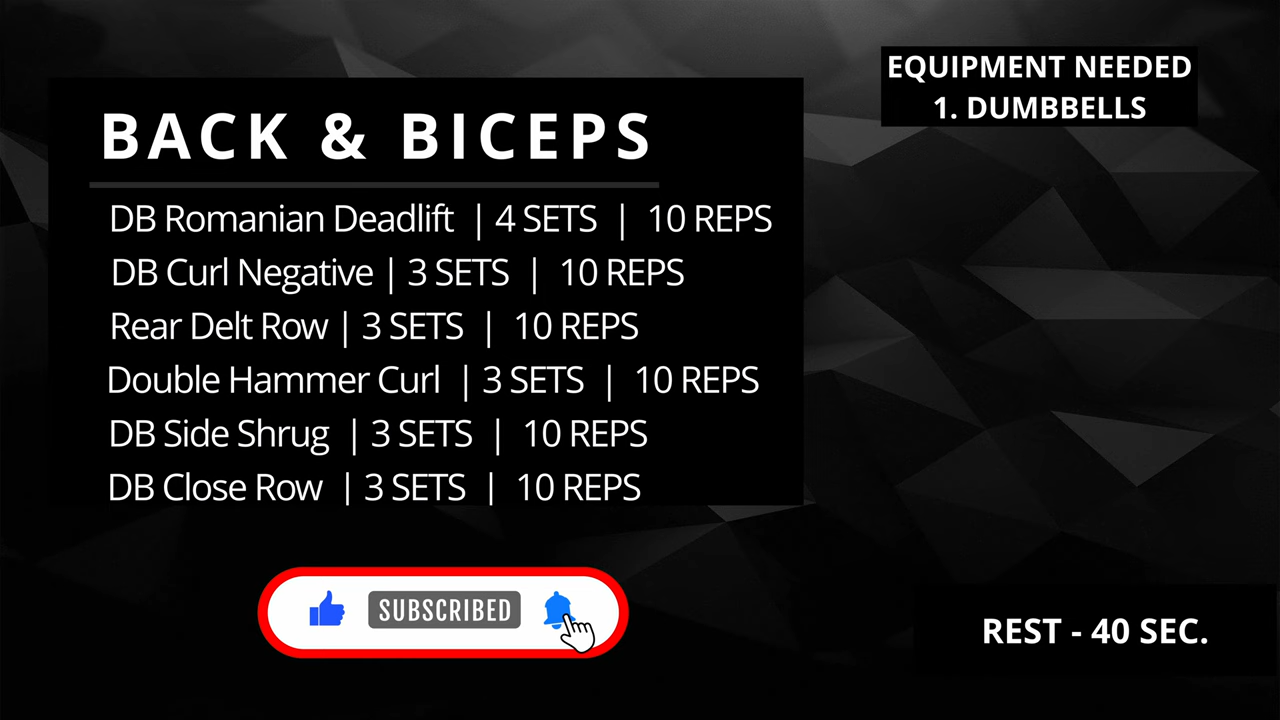 BACK & BICEPS
DB Romanian Deadlift | 4 SETS | 10 REPS
DB Curl Negative | 3 SETS | 10 REPS
Rear Delt Row | 3 SETS | 10 REPS
Double Hammer Curl | 3 SETS | 10 REPS
DB Side Shrug | 3 SETS | 10 REPS
DB Close Row | 3 SETS | 10 REPS
EQUIPMENT NEEDED
1. DUMBBELLS
SUBSCRIBED
REST - 40 SEC.